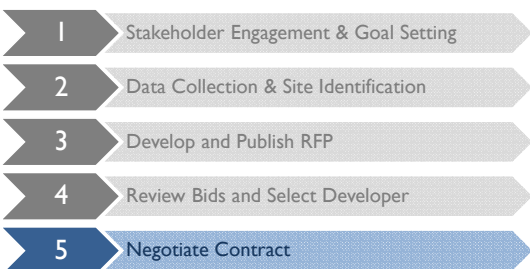 1 Stakeholder Engagement & Goal Setting
2 Data Collection & Site Identification
3 Develop and Publish RFP
4 Review Bids and Select Developer
5 Negotiate Contract